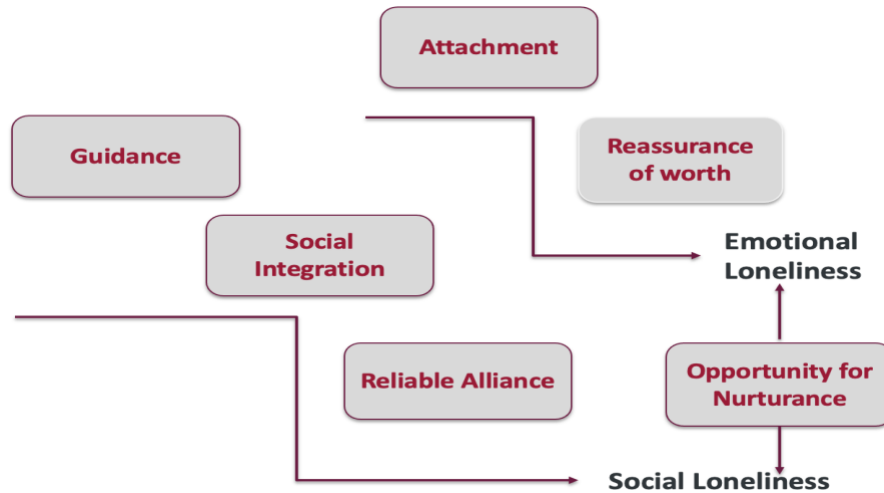 Attachment
Guidance
Reassurance
of worth
Social
Integration
Emotional
Loneliness
Reliable Alliance
Opportunity for
Nurturance
Social Loneliness